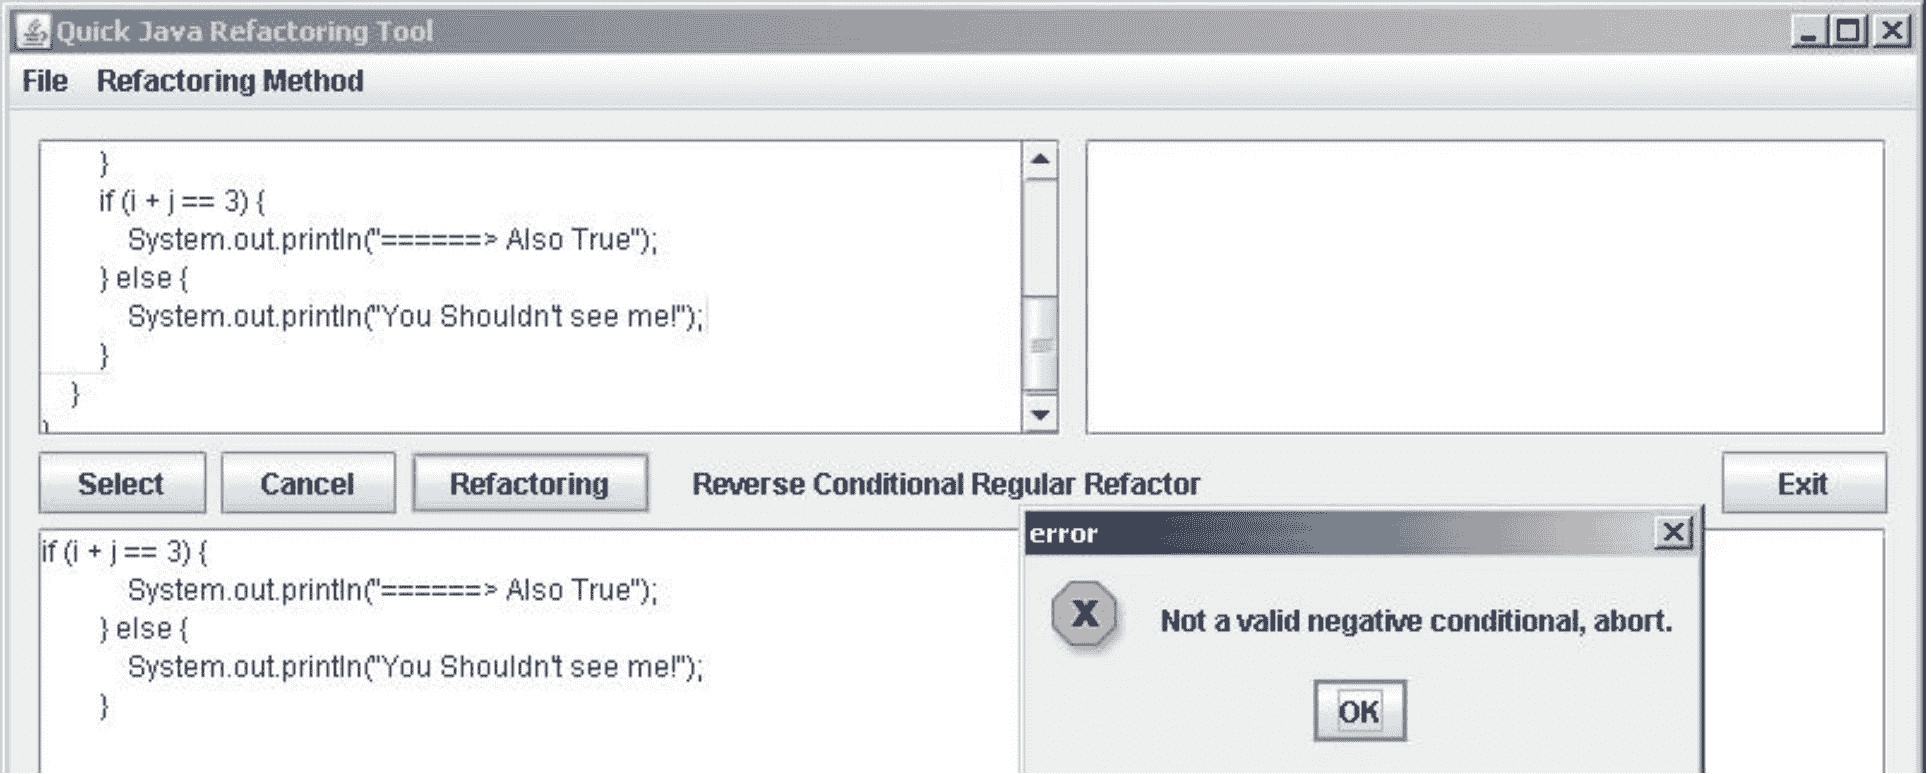 Quick Java Refactoring Tool
File Refactoring Method
}
if (i + j == 3) {
System.out.println("======> Also True");
} else {
System.out.println("You Shouldn't see me!");
}
}
Select Cancel Refactoring Reverse Conditional Regular Refactor Exit
if (i + j == 3) {
System.out.println("======> Also True");
} else {
System.out.println("You Shouldn't see me!");
}
error
Not a valid negative conditional, abort.
OK